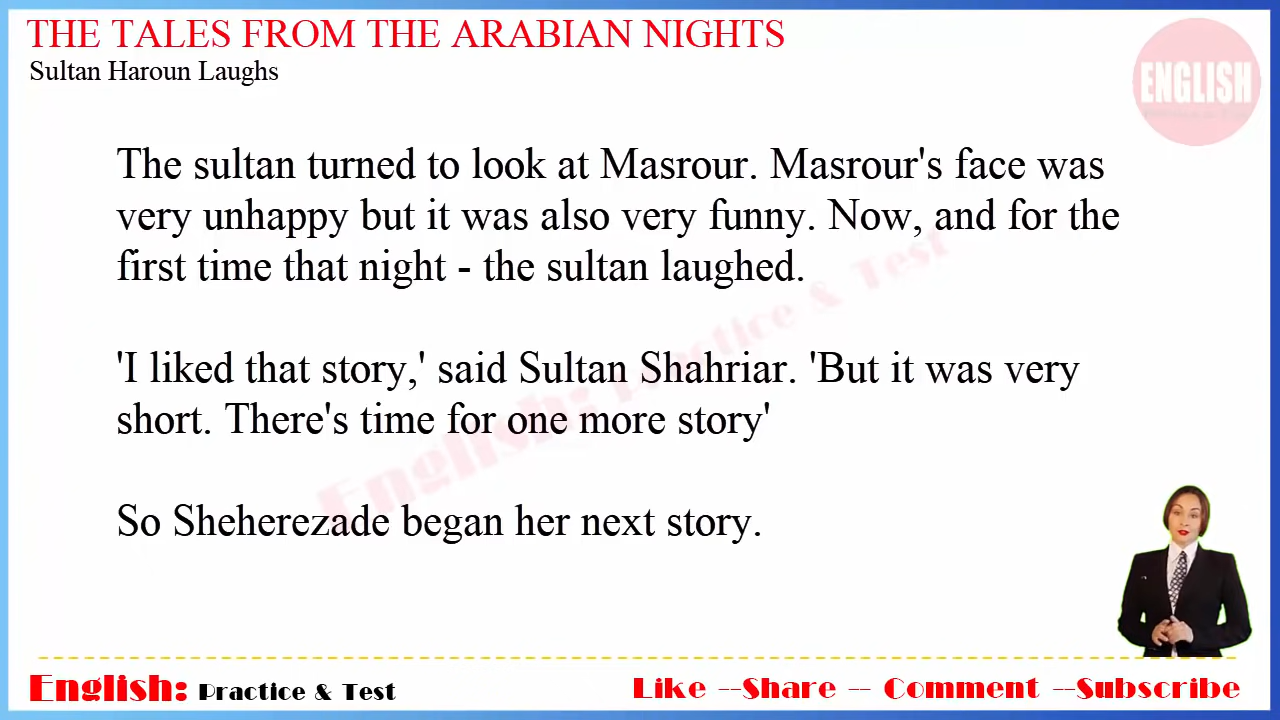 THE TALES FROM THE ARABIAN NIGHTS
Sultan Haroun Laughs
ENGLISH
The sultan turned to look at Masrour. Masrour's face was
very unhappy but it was also very funny. Now, and for the
first time that night - the sultan laughed.
'I liked that story,' said Sultan Shahriar. 'But it was very
short. There's time for one more story'
So Sheherezade began her next story.
English: Practice & Test
English: Practice & Test
Like --Share -- Comment --Subscribe